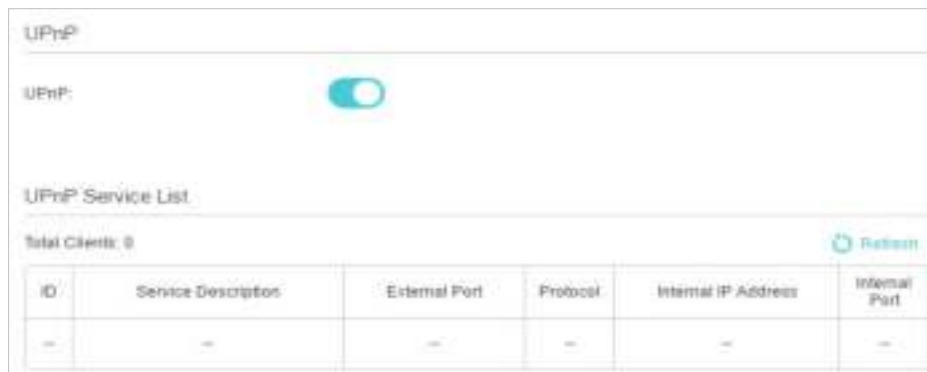 UPnP
UPnP:
UPnP Service List
Total Clients: 0
Refresh
ID Service Description External Port Protocol Internal IP Address Internal Port
-- -- -- -- -- --